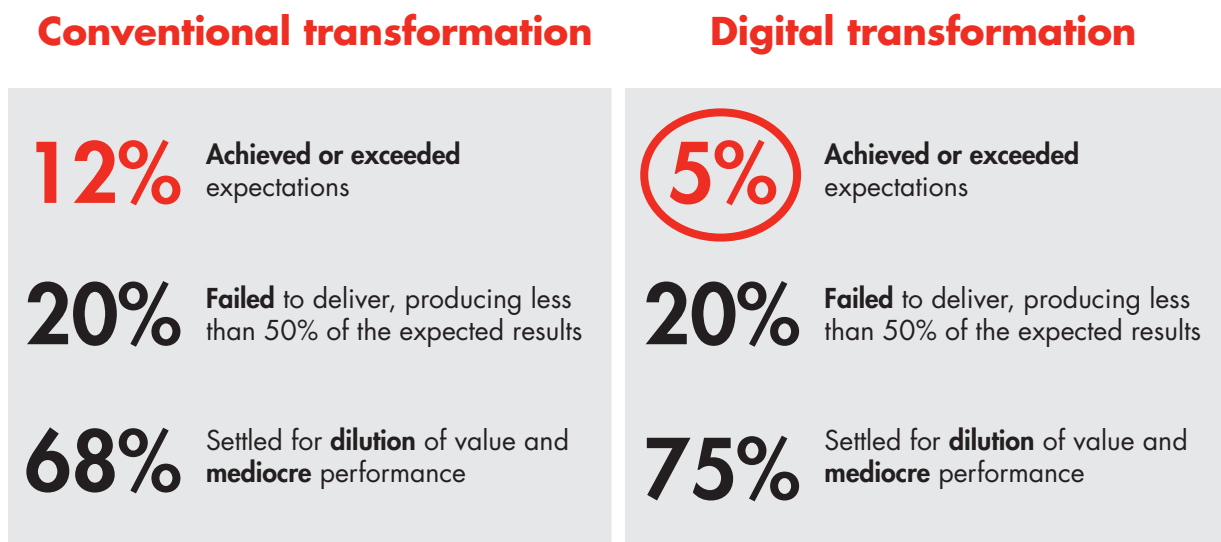 Conventional transformation
12%
Achieved or exceeded
expectations
20%
Failed to deliver, producing less
than 50% of the expected results
68%
Settled for dilution of value and
mediocre performance
Digital transformation
5%
Achieved or exceeded
expectations
20%
Failed to deliver, producing less
than 50% of the expected results
75%
Settled for dilution of value and
mediocre performance